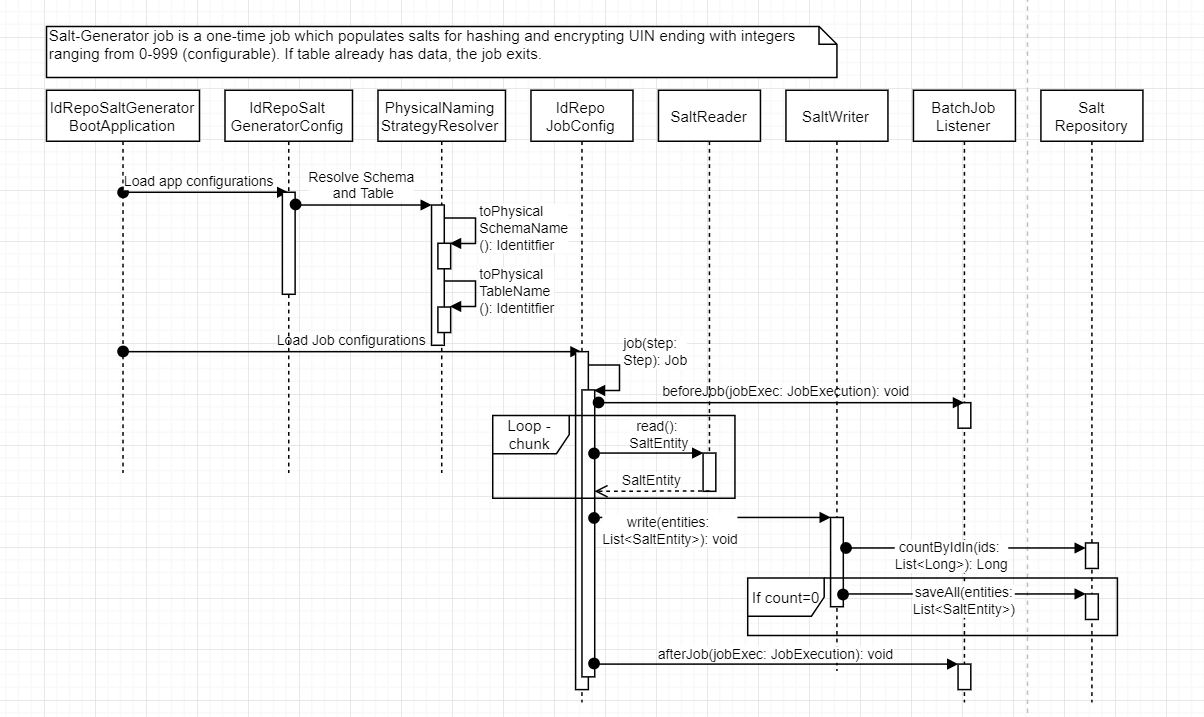 Salt-Generator job is a one-time job which populates salts for hashing and encrypting UIN ending with integers
ranging from 0-999 (configurable). If table already has data, the job exits.
IdRepoSaltGenerator
BootApplication
IdRepoSalt
GeneratorConfig
PhysicalNaming
StrategyResolver
IdRepo
JobConfig
SaltReader
SaltWriter
BatchJob
Listener
Salt
Repository
Load app configurations
Resolve Schema
and Table
toPhysical
SchemaName
(): Identitfier
toPhysical
TableName
(): Identitfier
Load Job configurations
job(step:
Step): Job
beforeJob(jobExec: JobExecution): void
Loop -
chunk
read():
SaltEntity
SaltEntity
write(entities:
List<SaltEntity>): void
countByIdIn(ids:
List<Long>): Long
If count=0
saveAll(entities:
List<SaltEntity>)
afterJob(jobExec: JobExecution): void